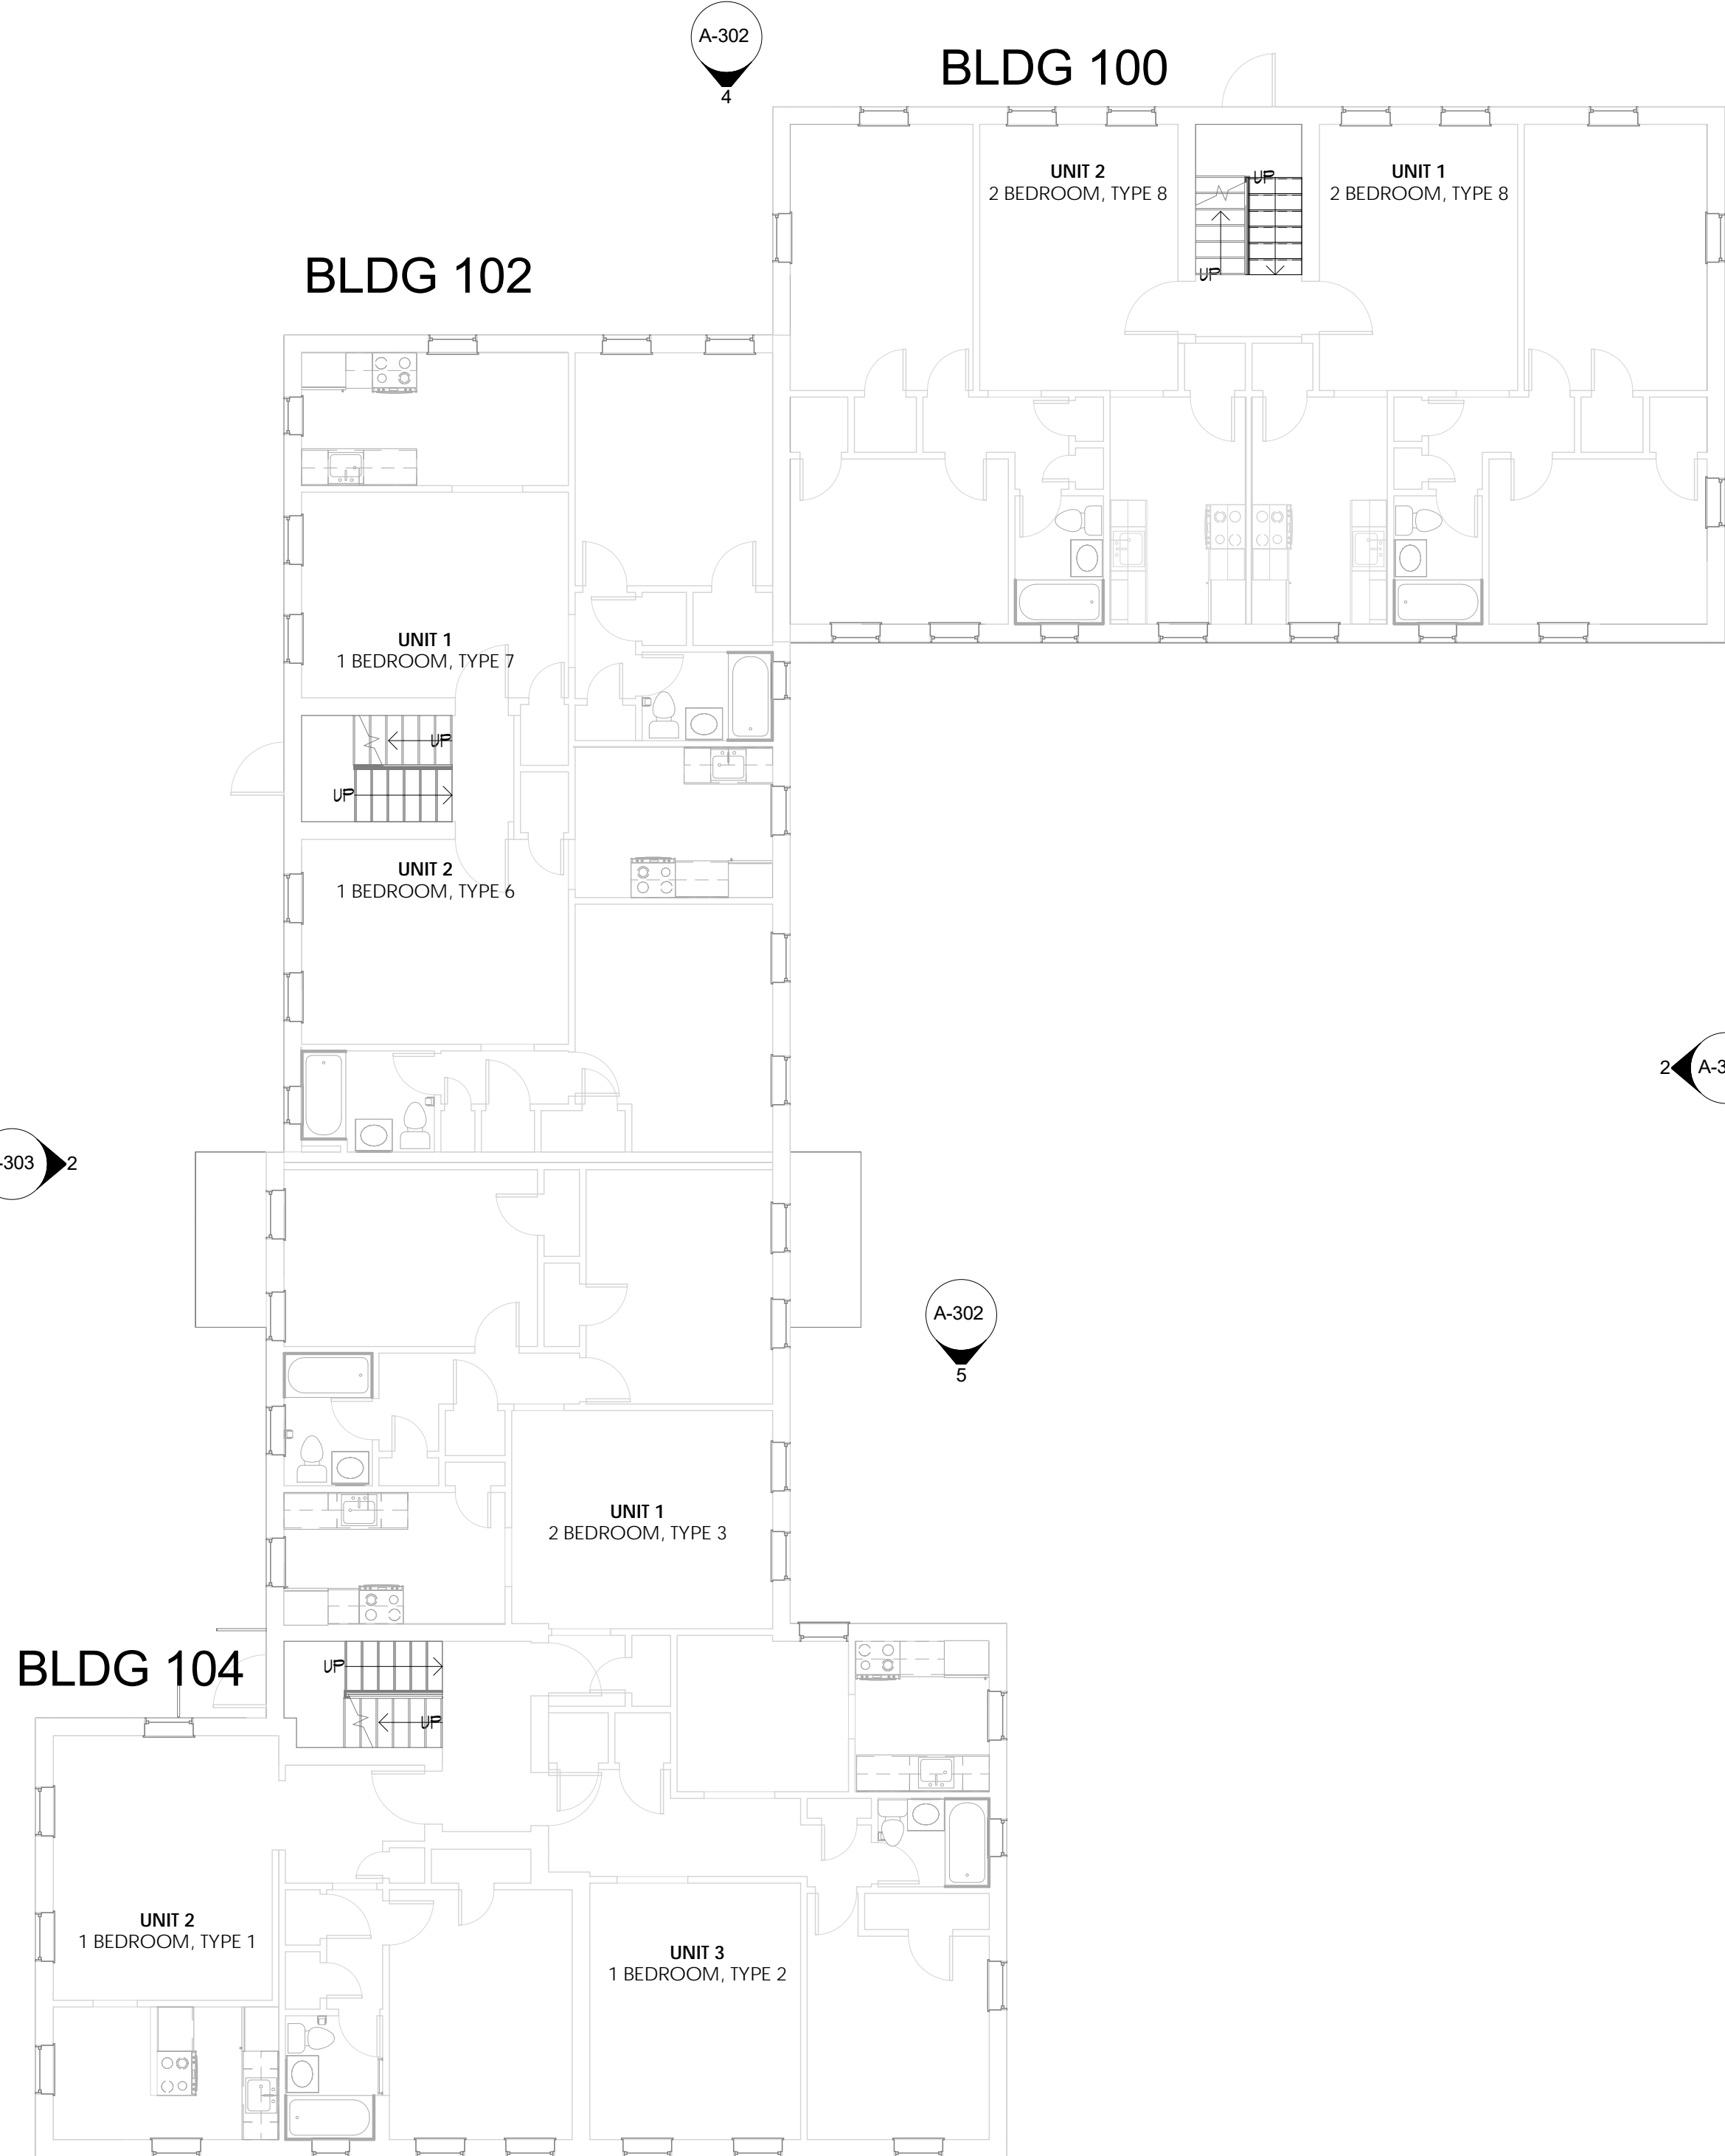 A-302
4
BLDG 100
UNIT 2
2 BEDROOM, TYPE 8
UP
UP
UNIT 1
2 BEDROOM, TYPE 8
BLDG 102
UNIT 1
1 BEDROOM, TYPE 7
UP
UP
UNIT 2
1 BEDROOM, TYPE 6
2
A-3
-303
2
A-302
5
UNIT 1
2 BEDROOM, TYPE 3
BLDG 104
UP
UP
UNIT 2
1 BEDROOM, TYPE 1
UNIT 3
1 BEDROOM, TYPE 2